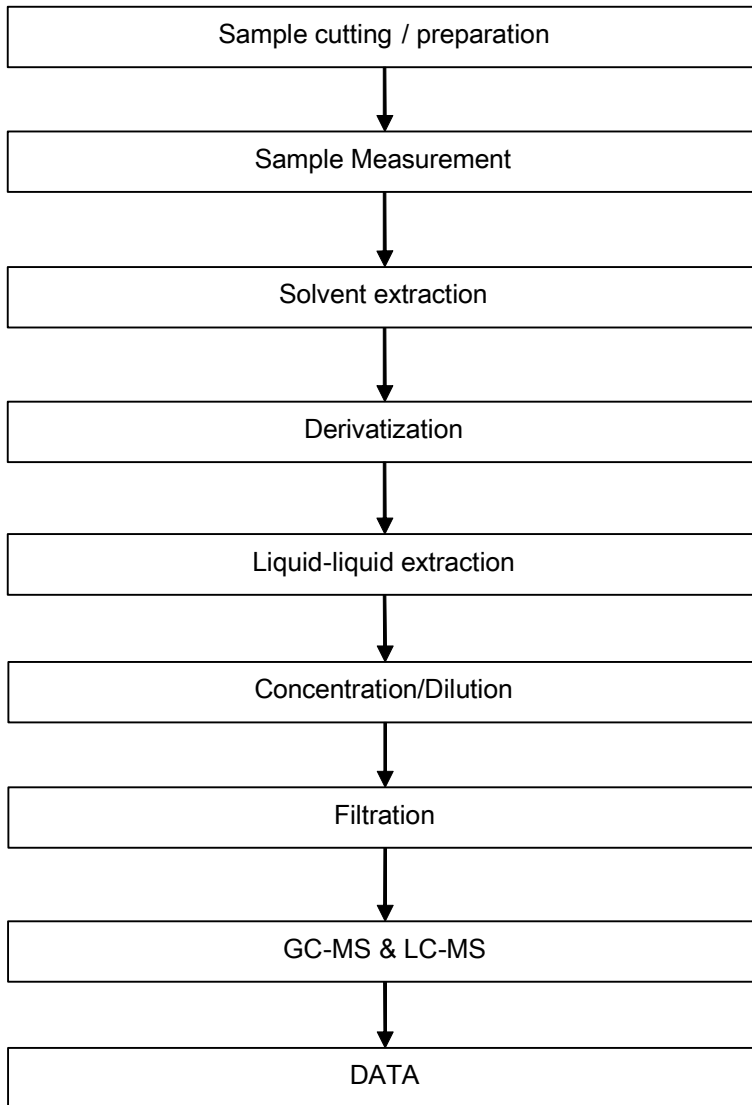 Sample cutting / preparation
Sample Measurement
Solvent extraction
Derivatization
Liquid-liquid extraction
Concentration/Dilution
Filtration
GC-MS & LC-MS
DATA